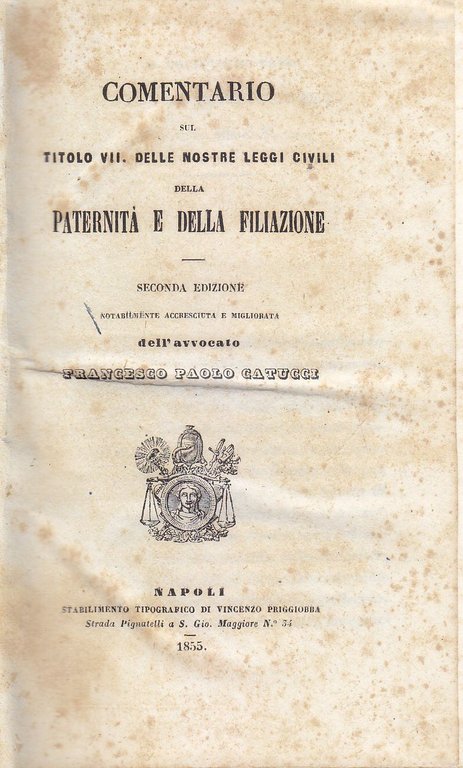 COMENTARIO
SUL
TITOLO VII. DELLE NOSTRE LEGGI CIVILI
DELLA
PATERNITÀ E DELLA FILIAZIONE
SECONDA EDIZIONE
NOTABILMENTE ACCRESCIUTA E MIGLIORATA
dell'avvocato
FRANCESCO PAOLO CATUCCI
NAPOLI
STABILIMENTO TIPOGRAFICO DI VINCENZO PRIGGIOBBA
Strada Pignatelli a S. Gio. Maggiore N.º 34
1855.